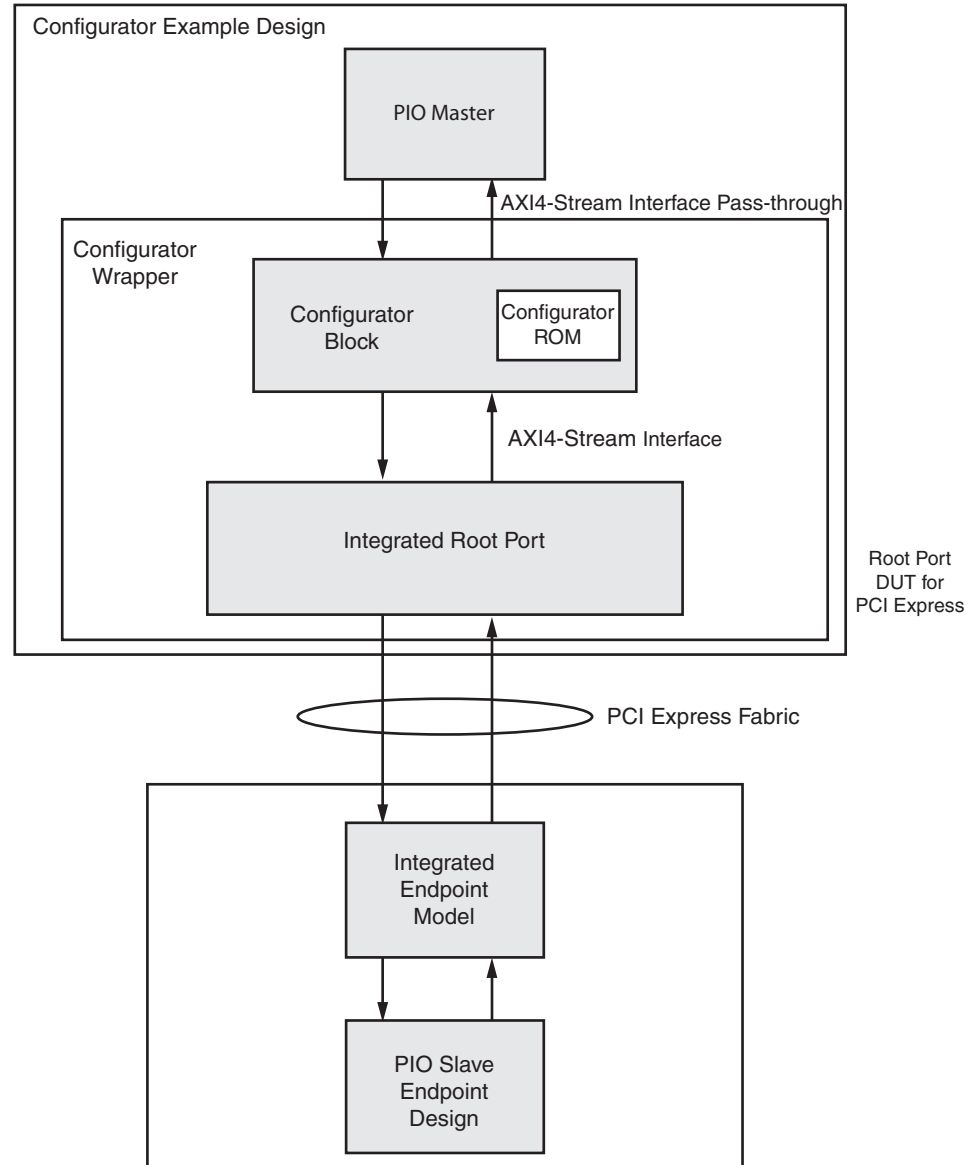 Configurator Example Design
PIO Master
AXI4-Stream Interface Pass-through
Configurator
Wrapper
Configurator
Block
Configurator
ROM
AXI4-Stream Interface
Integrated Root Port
Root Port
DUT for
PCI Express
PCI Express Fabric
Integrated
Endpoint
Model
PIO Slave
Endpoint
Design